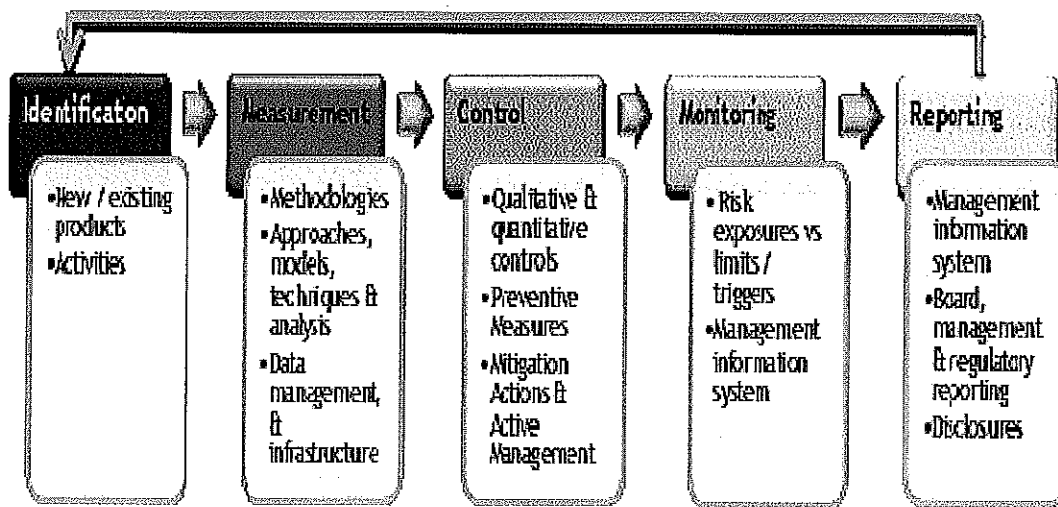 Identificaton
Measurement
Control
Monitoring
Reporting
•New / existing
products
•Activities
•Methodologies
•Approaches,
models,
techniques &
analysis
•Data
management,
&
infrastructure
•Qualitative &
quantitative
controls
•Preventive
Measures
•Mitigation
Actions &
Active
Management
• Risk
exposures vs
limits /
triggers
•Management
information
system
•Management
information
system
•Board,
management
& regulatory
reporting
•Disclosures